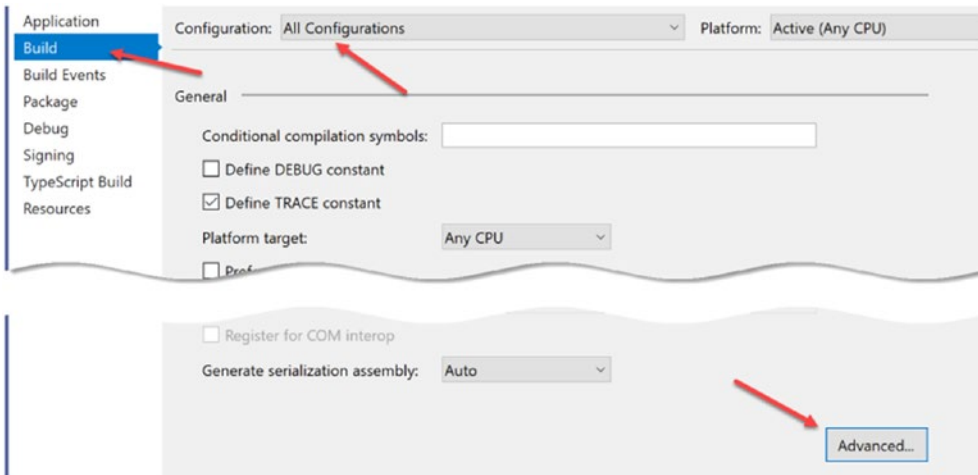 Application
Build
Build Events
Package
Debug
Signing
TypeScript Build
Resources
Configuration: All Configurations Platform: Active (Any CPU)
General
Conditional compilation symbols:
Define DEBUG constant
Define TRACE constant
Platform target: Any CPU
Register for COM interop
Generate serialization assembly: Auto
Advanced...